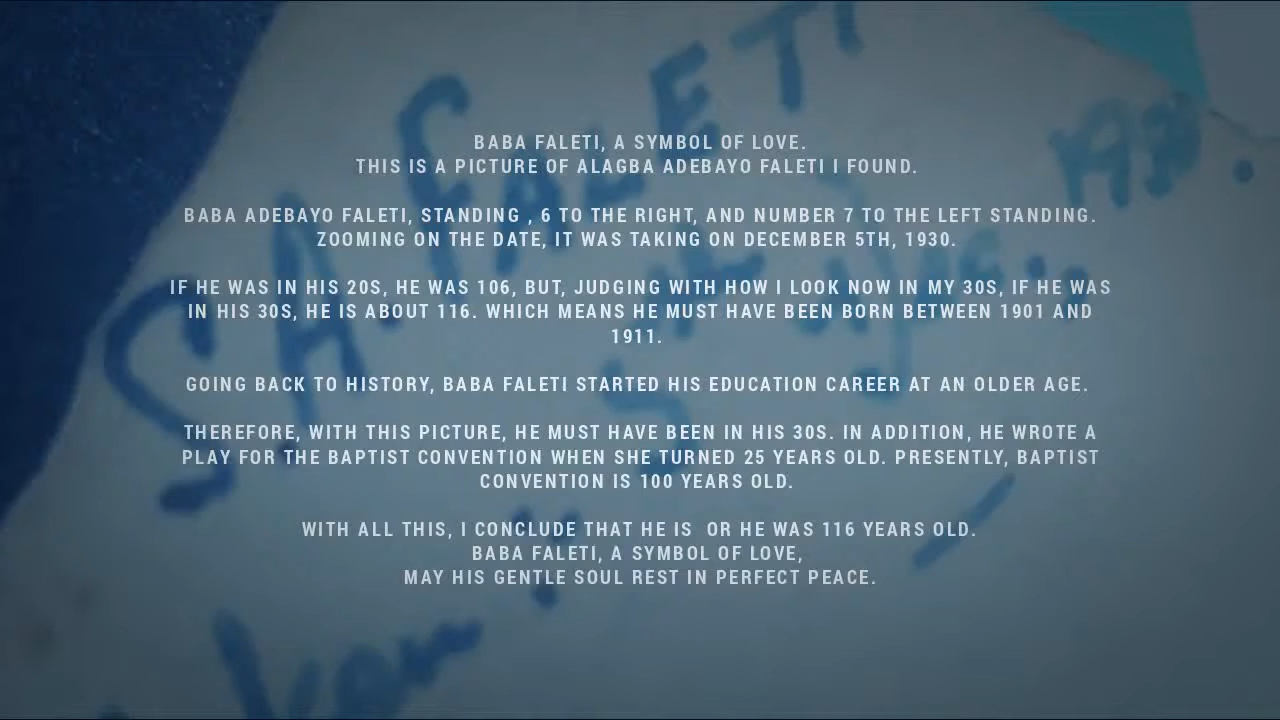 BABA FALETI, A SYMBOL OF LOVE.
THIS IS A PICTURE OF ALAGBA ADEBAYO FALETI I FOUND.
BABA ADEBAYO FALETI, STANDING , 6 TO THE RIGHT, AND NUMBER 7 TO THE LEFT STANDING.
ZOOMING ON THE DATE, IT WAS TAKING ON DECEMBER 5TH, 1930.
IF HE WAS IN HIS 20S, HE WAS 106, BUT, JUDGING WITH HOW I LOOK NOW IN MY 30S, IF HE WAS
IN HIS 30S, HE IS ABOUT 116. WHICH MEANS HE MUST HAVE BEEN BORN BETWEEN 1901 AND
1911.
GOING BACK TO HISTORY, BABA FALETI STARTED HIS EDUCATION CAREER AT AN OLDER AGE.
THEREFORE, WITH THIS PICTURE, HE MUST HAVE BEEN IN HIS 30S. IN ADDITION, HE WROTE A
PLAY FOR THE BAPTIST CONVENTION WHEN SHE TURNED 25 YEARS OLD. PRESENTLY, BAPTIST
CONVENTION IS 100 YEARS OLD.
WITH ALL THIS, I CONCLUDE THAT HE IS  OR HE WAS 116 YEARS OLD.
BABA FALETI, A SYMBOL OF LOVE,
MAY HIS GENTLE SOUL REST IN PERFECT PEACE.
S.A. FALETI